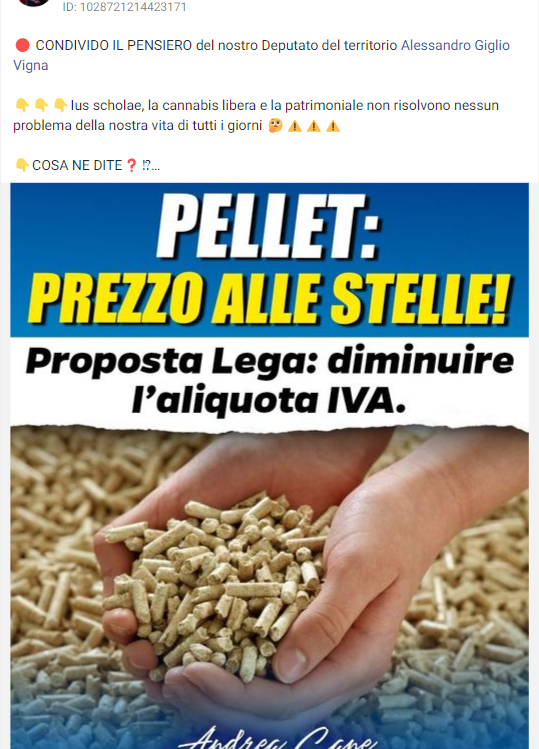 ID: 1028721214423171
🔴 CONDIVIDO IL PENSIERO del nostro Deputato del territorio Alessandro Giglio
Vigna
👇👇👇Ius scholae, la cannabis libera e la patrimoniale non risolvono nessun
problema della nostra vita di tutti i giorni 🤔⚠⚠⚠
👇COSA NE DITE❓⁉...
PELLET:
PREZZO ALLE STELLE!
Proposta Lega: diminuire
l'aliquota IVA.
Andrea Cane